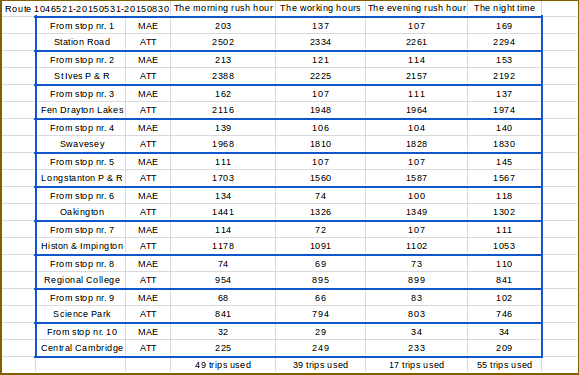 Route 1046521-20150531-20150830 The morning rush hour The working hours The evening rush hour The night time
From stop nr. 1 MAE 203 137 107 169
Station Road ATT 2502 2334 2261 2294
From stop nr. 2 MAE 213 121 114 153
St Ives P & R ATT 2388 2225 2157 2192
From stop nr. 3 MAE 162 107 111 137
Fen Drayton Lakes ATT 2116 1948 1964 1974
From stop nr. 4 MAE 139 106 104 140
Swavesey ATT 1968 1810 1828 1830
From stop nr. 5 MAE 111 107 107 145
Longstanton P & R ATT 1703 1560 1587 1567
From stop nr. 6 MAE 134 74 100 118
Oakington ATT 1441 1326 1349 1302
From stop nr. 7 MAE 114 72 107 111
Histon & Impington ATT 1178 1091 1102 1053
From stop nr. 8 MAE 74 69 73 110
Regional College ATT 954 895 899 841
From stop nr. 9 MAE 68 66 83 102
Science Park ATT 841 794 803 746
From stop nr. 10 MAE 32 29 34 34
Central Cambridge ATT 225 249 233 209
49 trips used 39 trips used 17 trips used 55 trips used